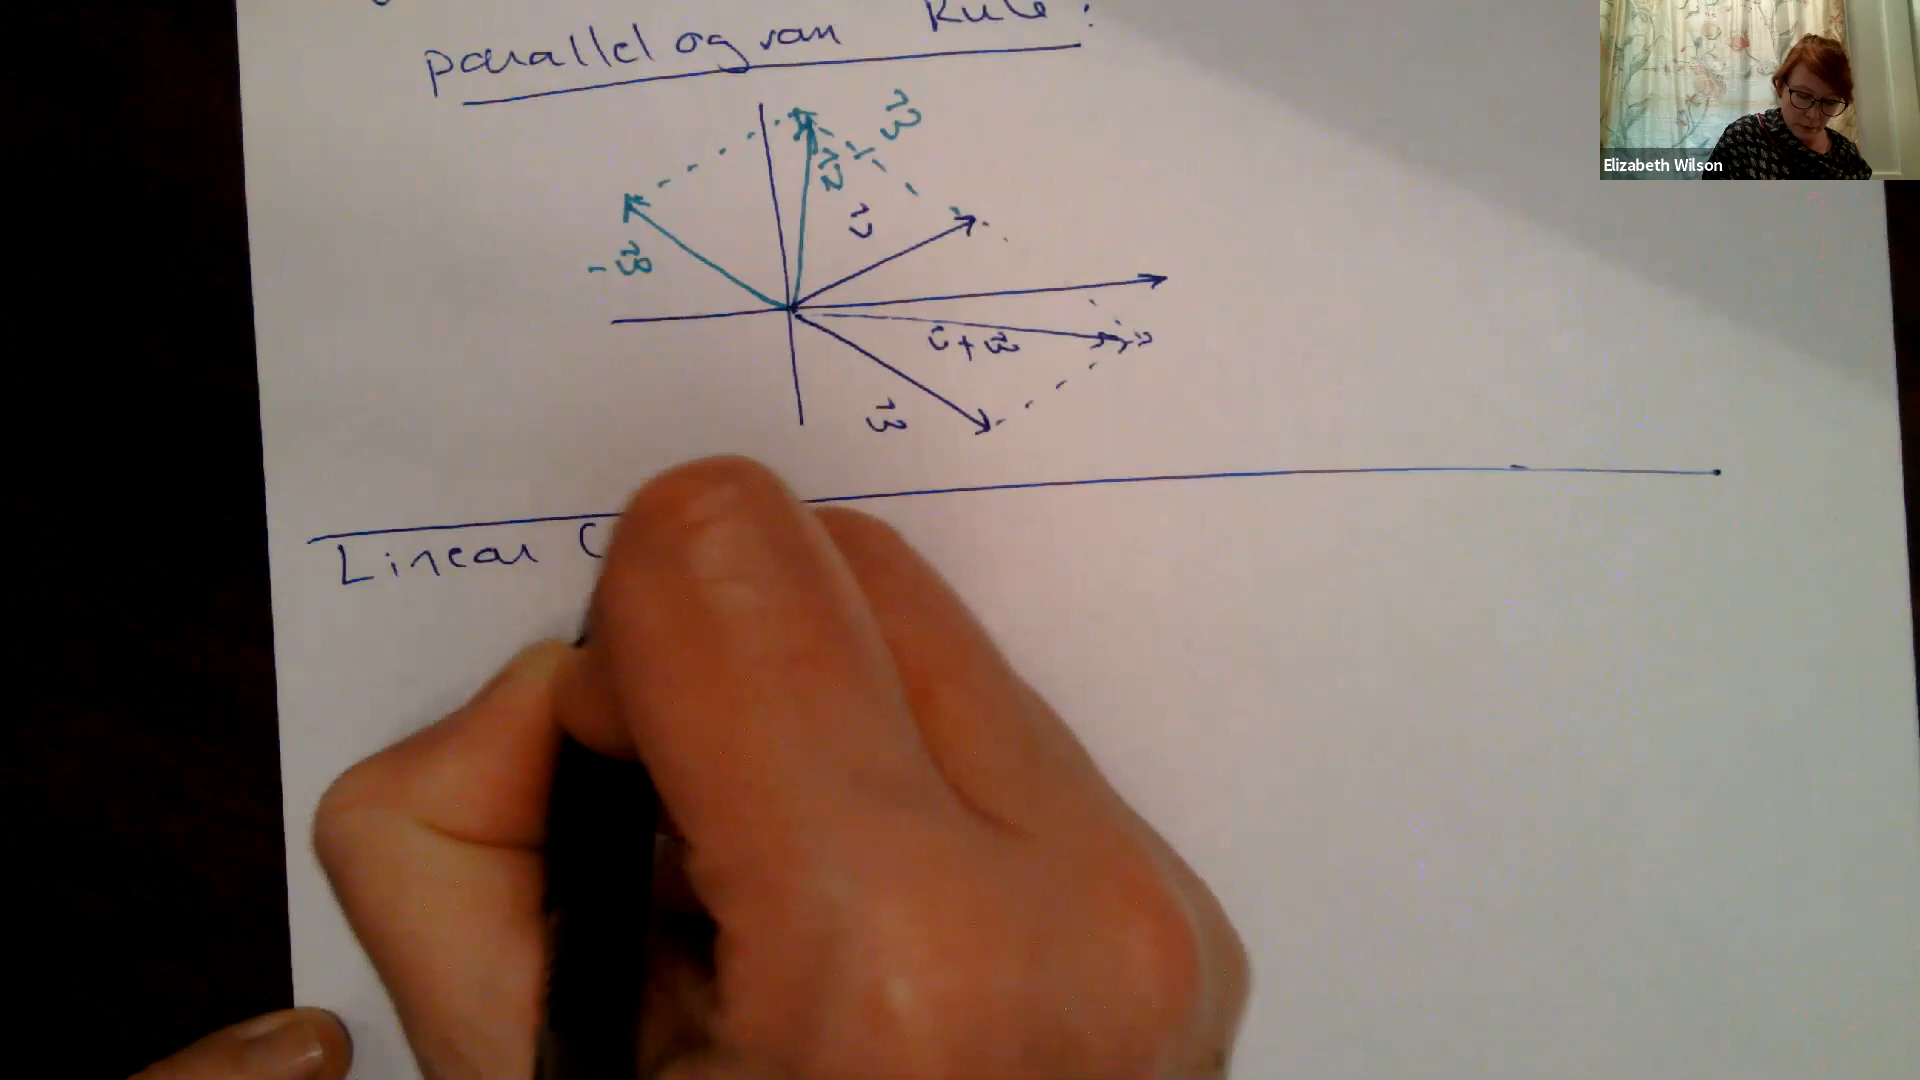 parallelogram Rule:
w⃗
v⃗
v⃗
- w⃗
v + w
w⃗
Linear C
Elizabeth Wilson